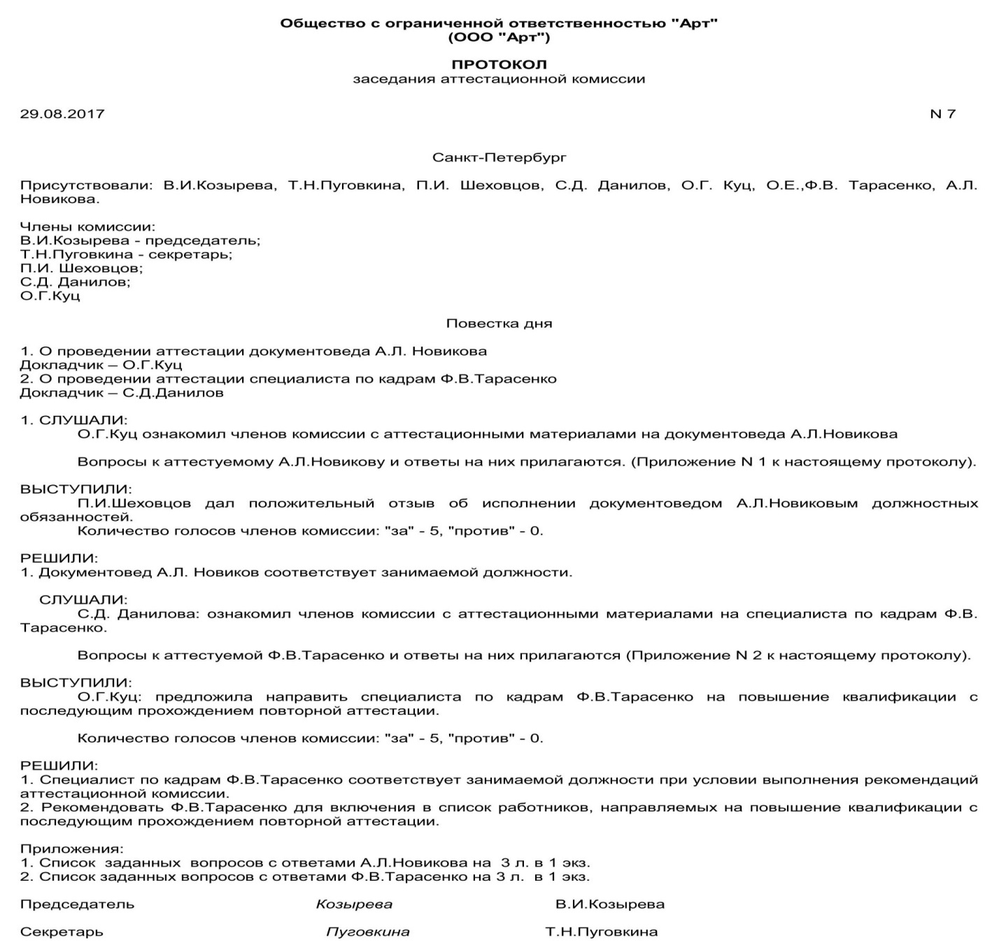 Общество с ограниченной ответственностью "Арт"
(ООО "Арт")
ПРОТОКОЛ
заседания аттестационной комиссии
29.08.2017 N 7
Санкт-Петербург
Присутствовали: В.И.Козырева, Т.Н.Пуговкина, П.И. Шеховцов, С.Д. Данилов, О.Г. Куц, О.Е.,Ф.В. Тарасенко, А.Л.
Новикова.
Члены комиссии:
В.И.Козырева - председатель;
Т.Н.Пуговкина - секретарь;
П.И. Шеховцов;
С.Д. Данилов;
О.Г.Куц
Повестка дня
1. О проведении аттестации документоведа А.Л. Новикова
Докладчик – О.Г.Куц
2. О проведении аттестации специалиста по кадрам Ф.В.Тарасенко
Докладчик – С.Д.Данилов
1. СЛУШАЛИ:
О.Г.Куц ознакомил членов комиссии с аттестационными материалами на документоведа А.Л.Новикова
Вопросы к аттестуемому А.Л.Новикову и ответы на них прилагаются. (Приложение N 1 к настоящему протоколу).
ВЫСТУПИЛИ:
П.И.Шеховцов дал положительный отзыв об исполнении документоведом А.Л.Новиковым должностных
обязанностей.
Количество голосов членов комиссии: "за" - 5, "против" - 0.
РЕШИЛИ:
1. Документовед А.Л. Новиков соответствует занимаемой должности.
СЛУШАЛИ:
С.Д. Данилова: ознакомил членов комиссии с аттестационными материалами на специалиста по кадрам Ф.В.
Тарасенко.
Вопросы к аттестуемой Ф.В.Тарасенко и ответы на них прилагаются (Приложение N 2 к настоящему протоколу).
ВЫСТУПИЛИ:
О.Г.Куц: предложила направить специалиста по кадрам Ф.В.Тарасенко на повышение квалификации с
последующим прохождением повторной аттестации.
Количество голосов членов комиссии: "за" - 5, "против" - 0.
РЕШИЛИ:
1. Специалист по кадрам Ф.В.Тарасенко соответствует занимаемой должности при условии выполнения рекомендаций
аттестационной комиссии.
2. Рекомендовать Ф.В.Тарасенко для включения в список работников, направляемых на повышение квалификации с
последующим прохождением повторной аттестации.
Приложения:
1. Список заданных вопросов с ответами А.Л.Новикова на 3 л. в 1 экз.
2. Список заданных вопросов с ответами Ф.В.Тарасенко на 3 л. в 1 экз.
Председатель Козырева В.И.Козырева
Секретарь Пуговкина Т.Н.Пуговкина